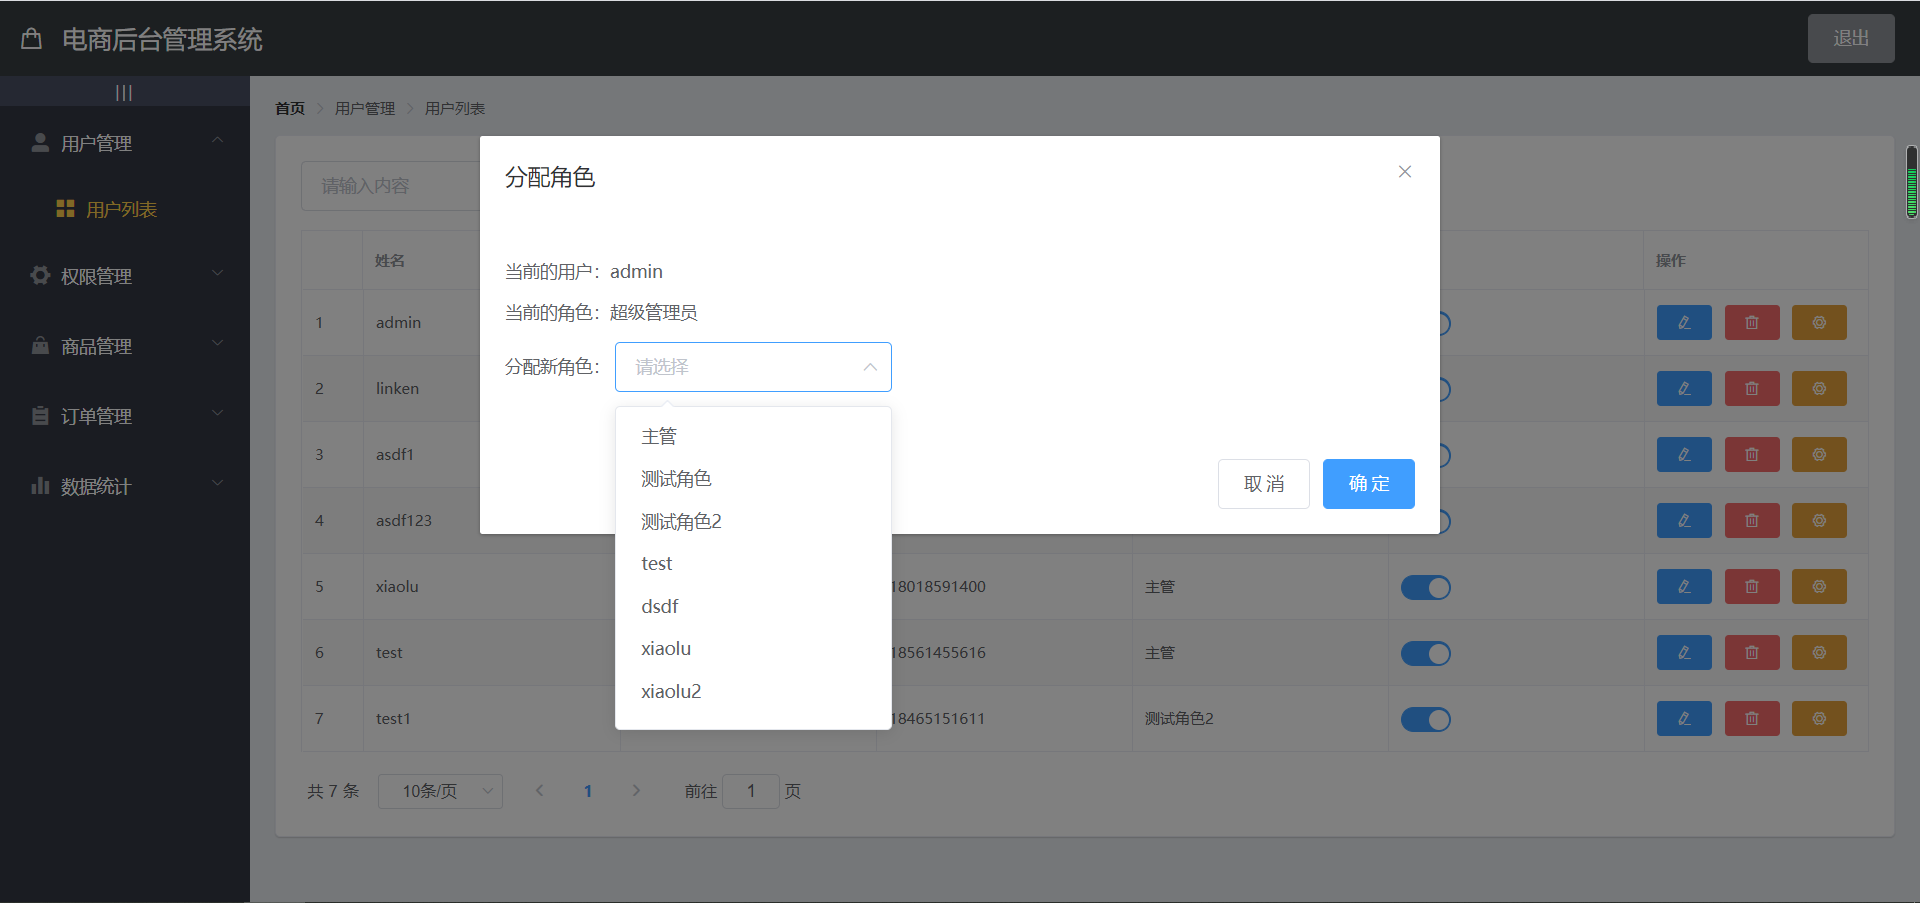 电商后台管理系统
退出
|||
用户管理
用户列表
权限管理
商品管理
订单管理
数据统计
首页 用户管理 用户列表
请输入内容
姓名 操作
1 admin
2 linken
3 asdf1
4 asdf123
5 xiaolu 18018591400 主管
6 test 18561455616 主管
7 test1 18465151611 测试角色2
共 7 条 10条/页 1 前往 1 页
分配角色
当前的用户：admin
当前的角色：超级管理员
分配新角色： 请选择
主管
测试角色
测试角色2
test
dsdf
xiaolu
xiaolu2
取 消 确 定